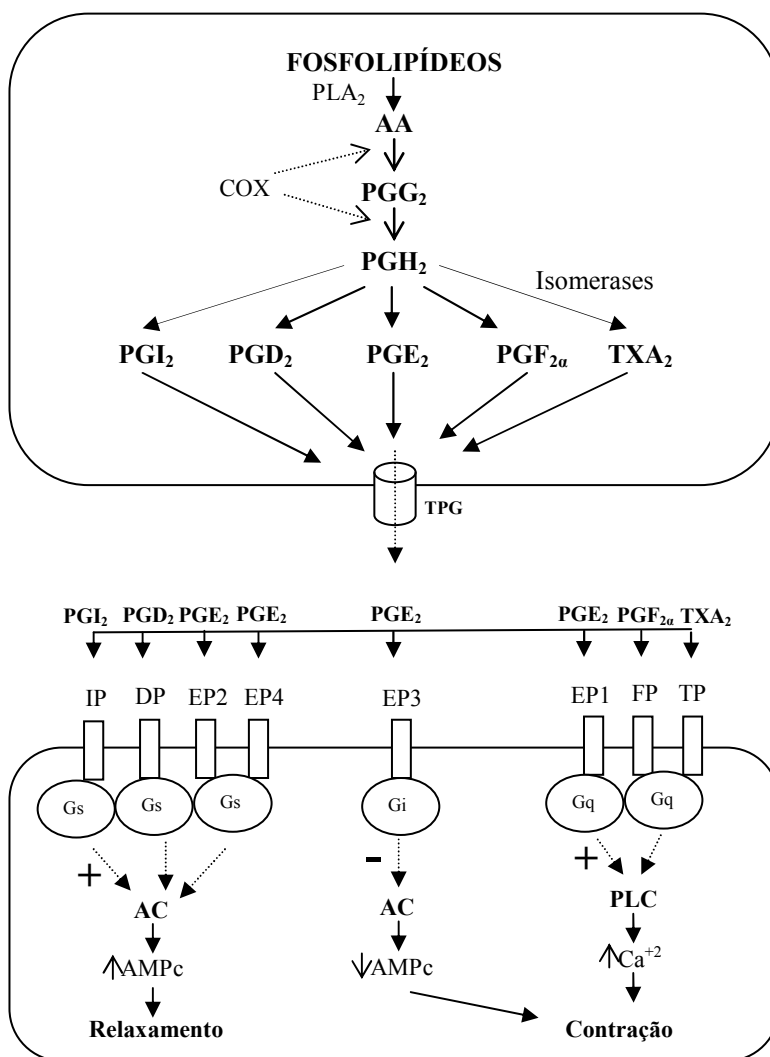 FOSFOLIPÍDEOS
PLA₂
AA
COX
PGG₂
PGH₂
Isomerases
PGI₂ PGD₂ PGE₂ PGF₂α TXA₂
TPG
PGI₂ PGD₂ PGE₂ PGE₂ PGE₂ PGE₂ PGF₂α TXA₂
IP DP EP2 EP4 EP3 EP1 FP TP
Gs Gs Gs Gi Gq Gq
+ - +
AC AC PLC
↑AMPc ↓AMPc ↑Ca⁺²
Relaxamento Contração